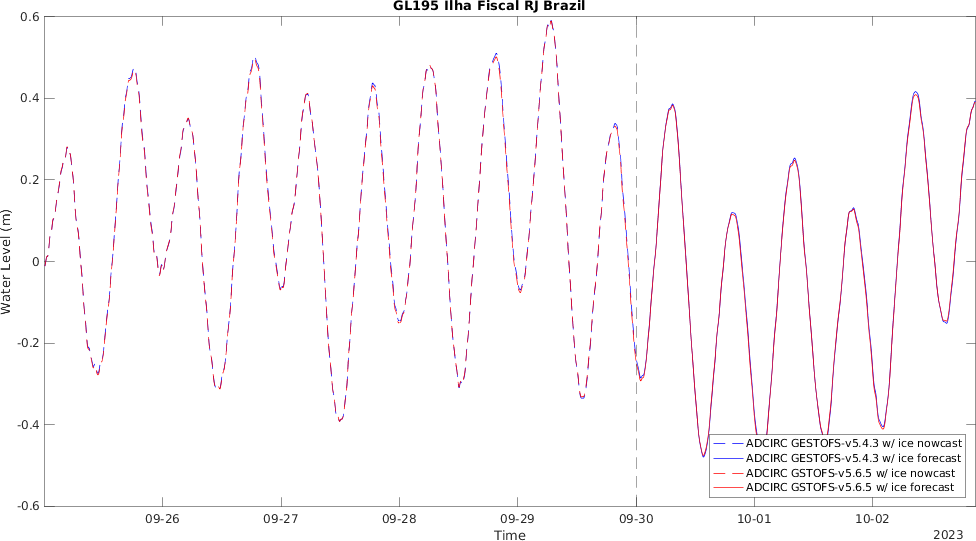 GL195 Ilha Fiscal RJ Brazil
0.6
0.4
0.2
0
-0.2
-0.4
-0.6
Water Level (m)
09-26
09-27
09-28
09-29
09-30
10-01
10-02
Time
2023
ADCIRC GESTOFS-v5.4.3 w/ ice nowcast
ADCIRC GESTOFS-v5.4.3 w/ ice forecast
ADCIRC GSTOFS-v5.6.5 w/ ice nowcast
ADCIRC GSTOFS-v5.6.5 w/ ice forecast